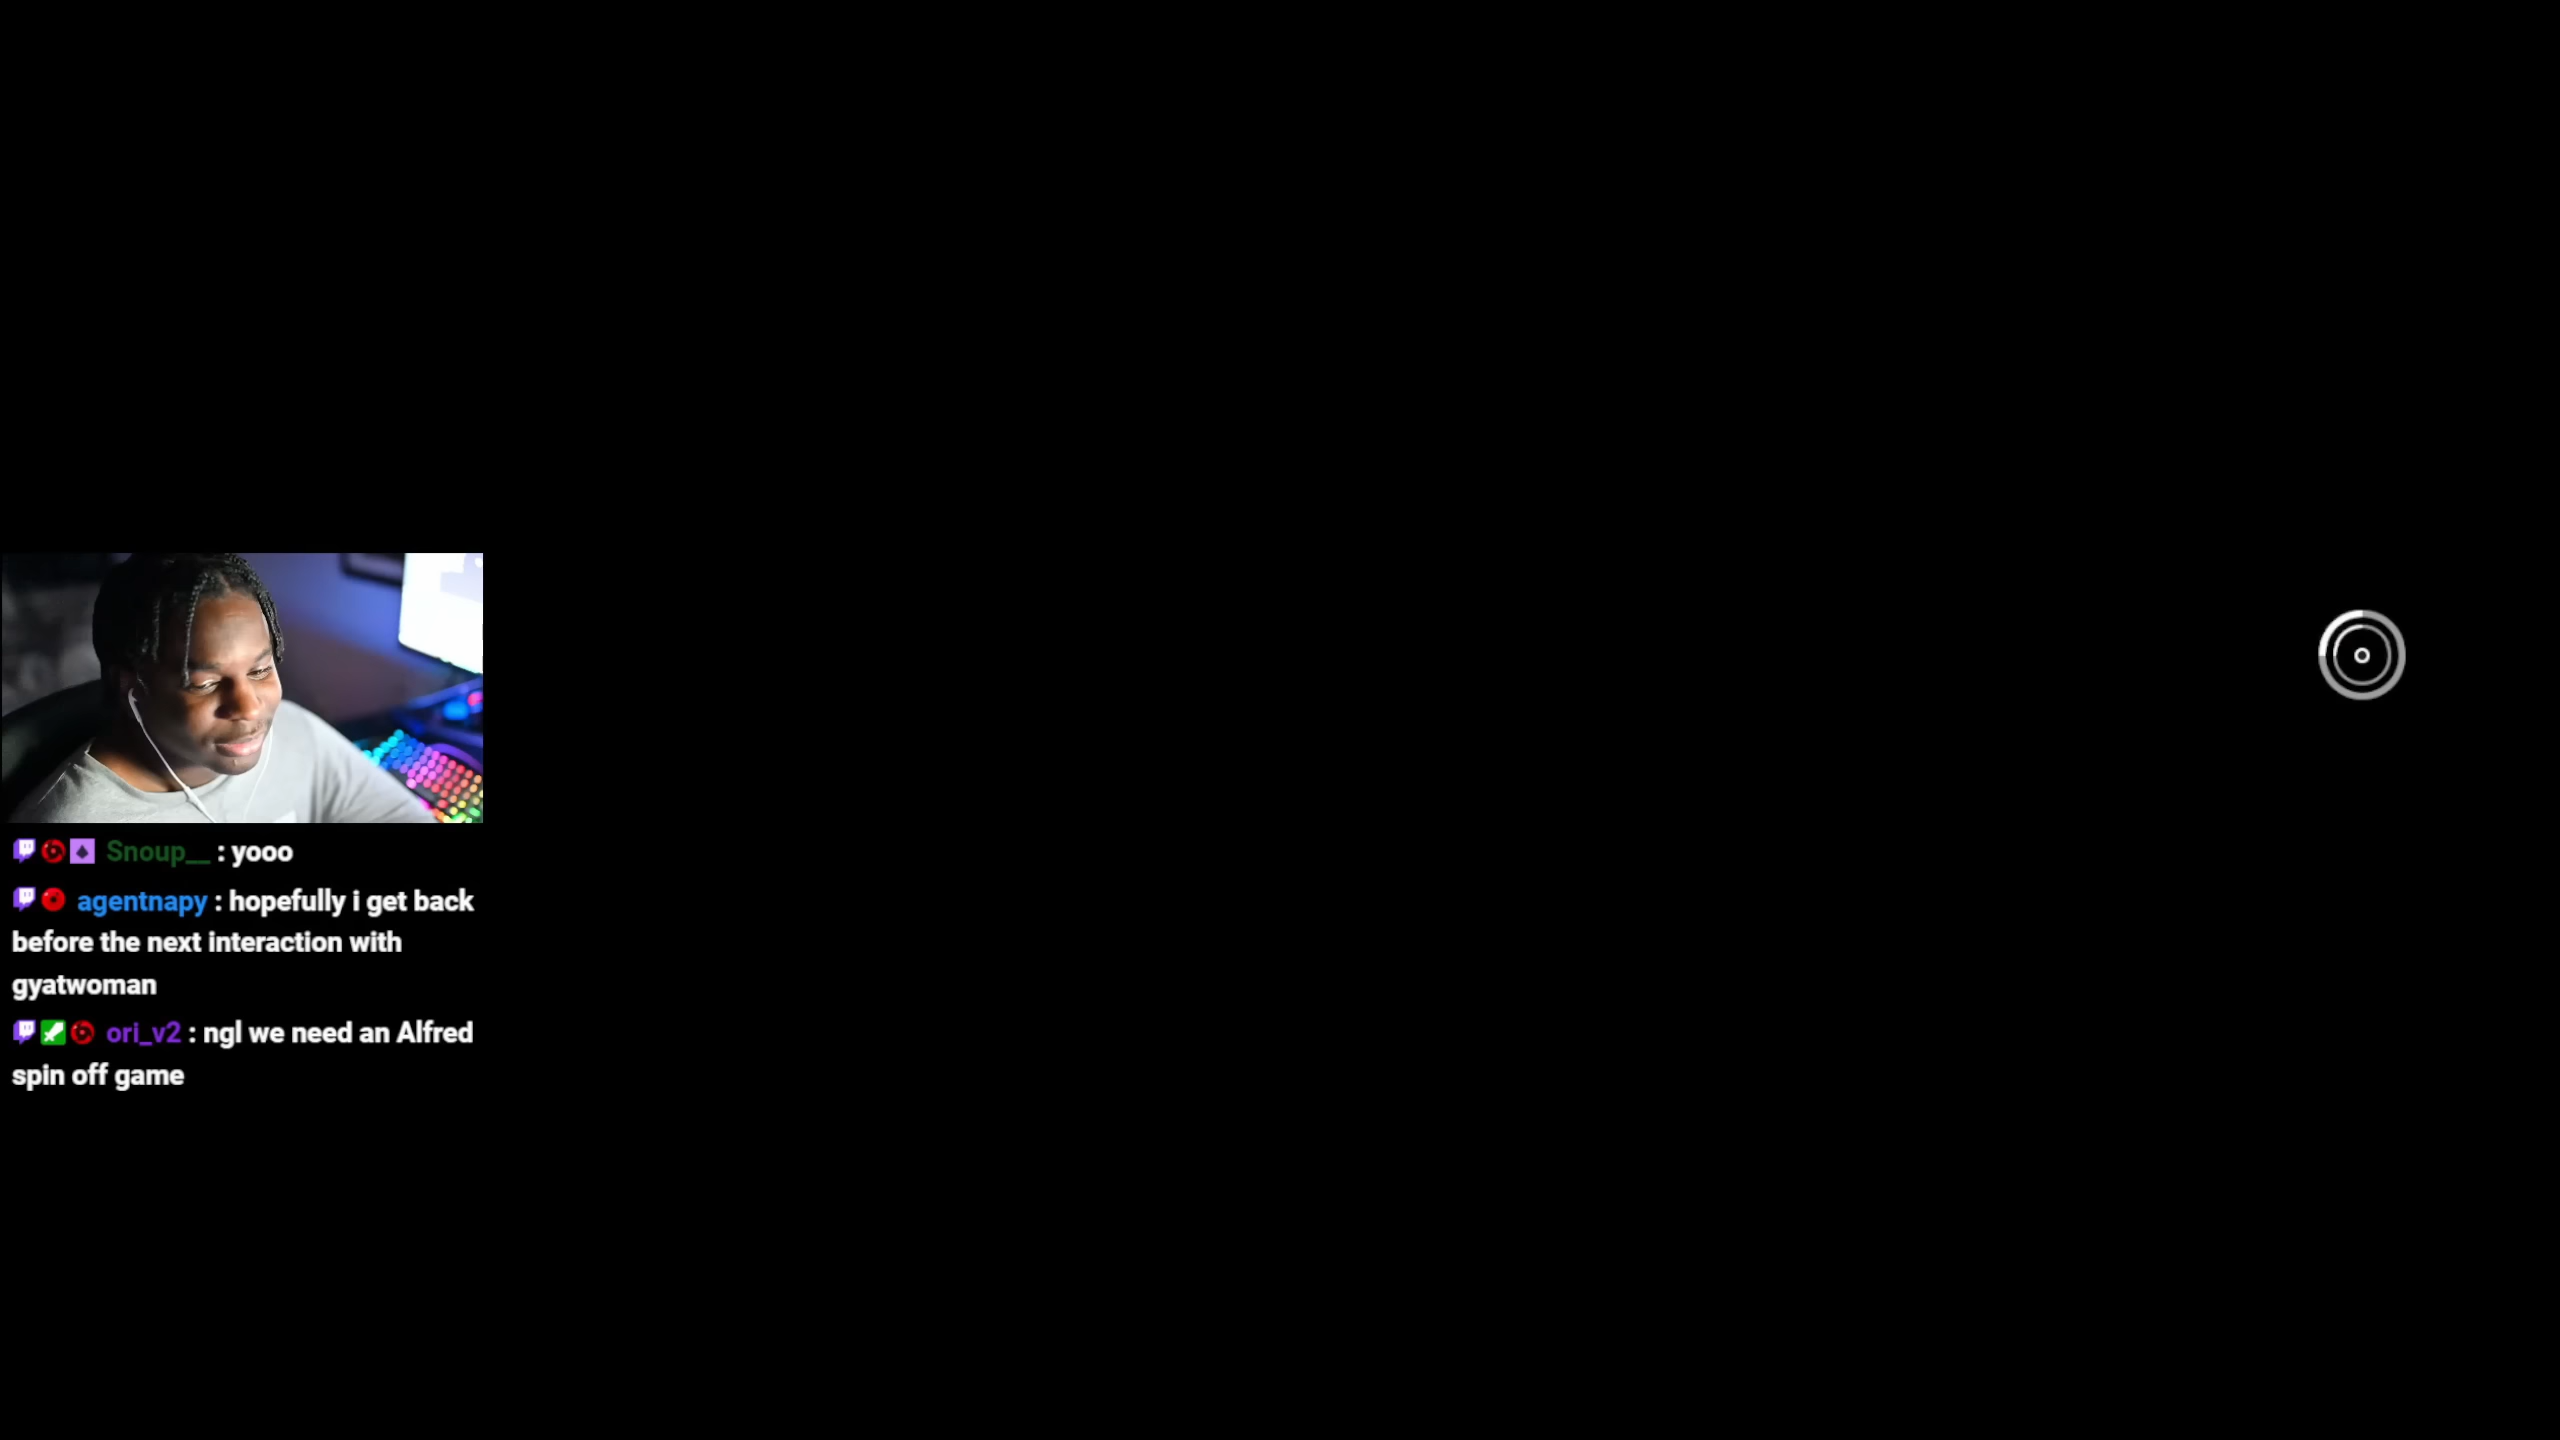 Snoup__ : yooo
agentnapy : hopefully i get back
before the next interaction with
gyatwoman
ori_v2 : ngl we need an Alfred
spin off game